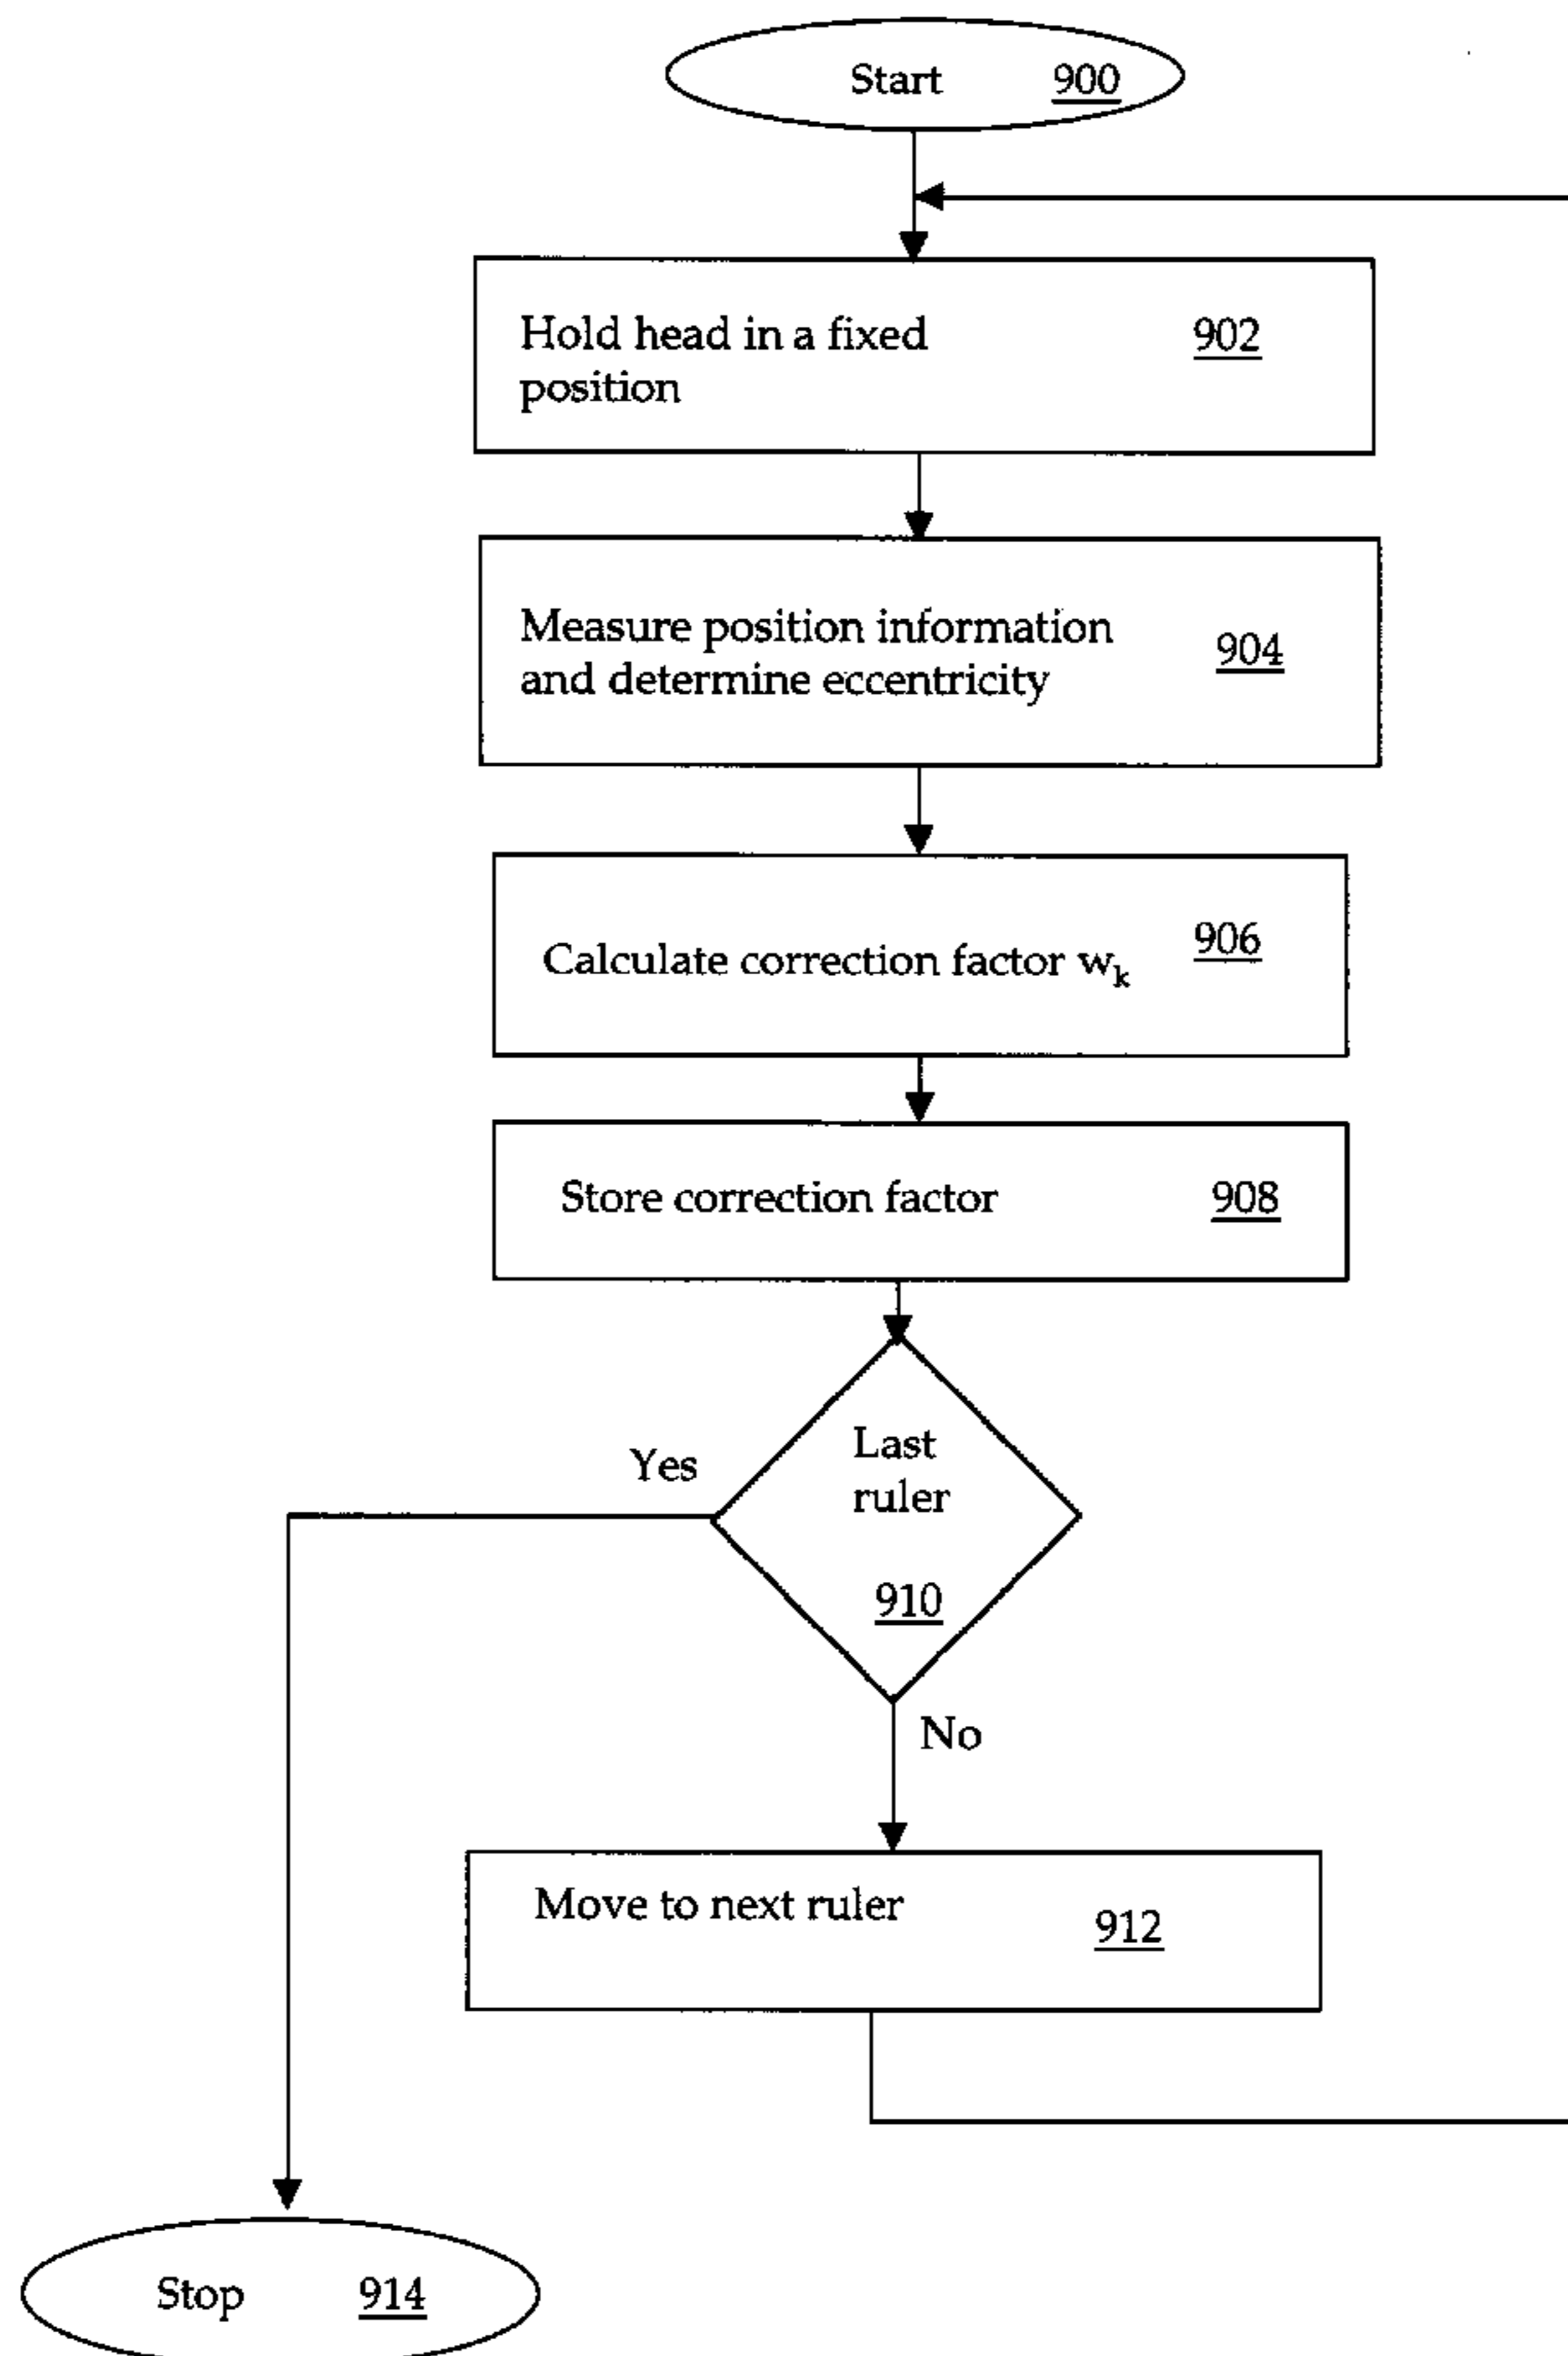 Start 900
Hold head in a fixed 902
position
Measure position information
and determine eccentricity 904
Calculate correction factor wk 906
Store correction factor 908
Last
ruler
910
Yes
No
Move to next ruler 912
Stop 914